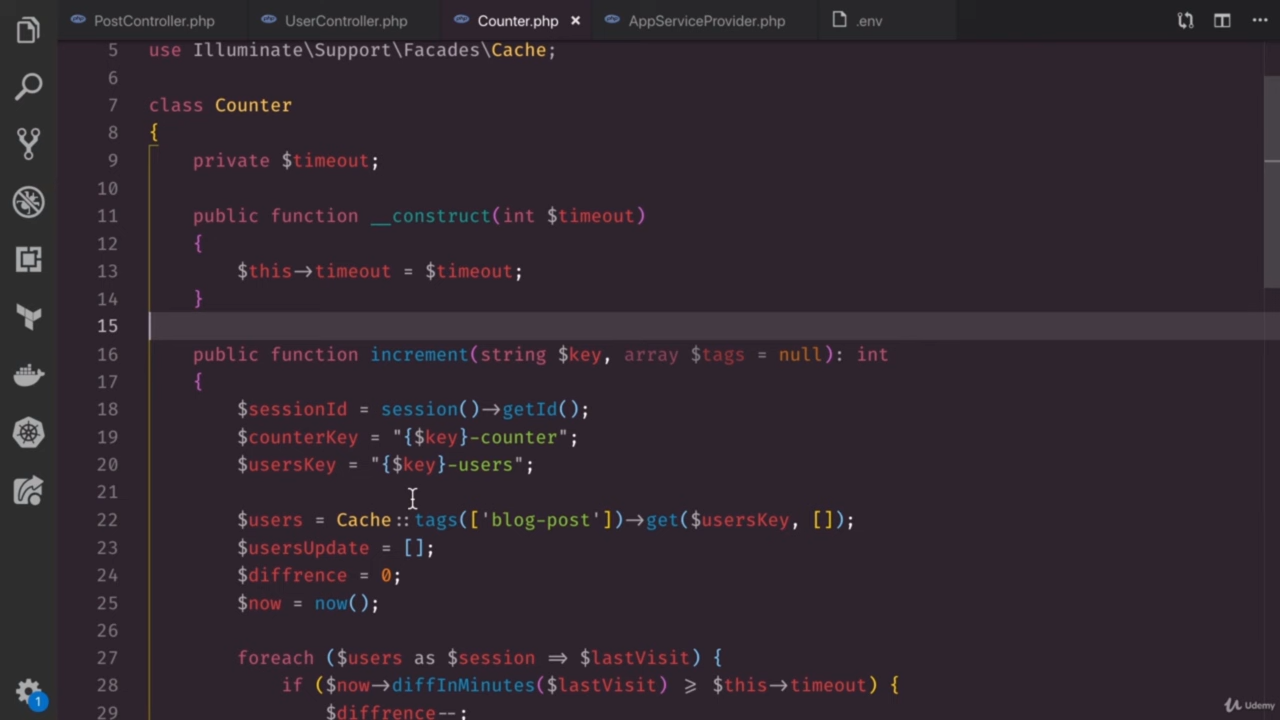 PostController.php UserController.php Counter.php × AppServiceProvider.php .env
5 use Illuminate\Support\Facades\Cache;
6
7 class Counter
8 {
9 private $timeout;
10
11 public function __construct(int $timeout)
12 {
13 $this->timeout = $timeout;
14 }
15
16 public function increment(string $key, array $tags = null): int
17 {
18 $sessionId = session()->getId();
19 $counterKey = "{$key}-counter";
20 $usersKey = "{$key}-users";
21
22 $users = Cache::tags(['blog-post'])->get($usersKey, []);
23 $usersUpdate = [];
24 $diffrence = 0;
25 $now = now();
26
27 foreach ($users as $session => $lastVisit) {
28 if ($now->diffInMinutes($lastVisit) >= $this->timeout) {
29 $diffrence--;
1
Udemy